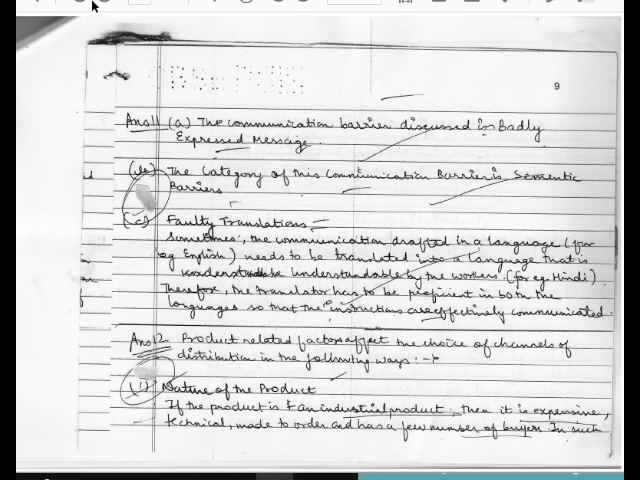 9
Ans11 (a) The communication barrier discussed is Badly
Expressed Message.
(b) The Category of this Communication Barrier is Sementic
Barriers
(c) Faulty Translations -
Sometimes, the communication drafted in a language (for
eg English) needs to be translated into a language that is
understandable by the workers. (for eg. Hindi).
Therefore, the translator has to be proficient in both the
languages so that the instructions are effectively communicated.
Ans12. Product related factors affect the choice of channels of
distribution in the following ways :-
(i) Nature of the Product
If the product is an industrial product, then it is expensive,
technical, made to order and has a few number of buyers. In such